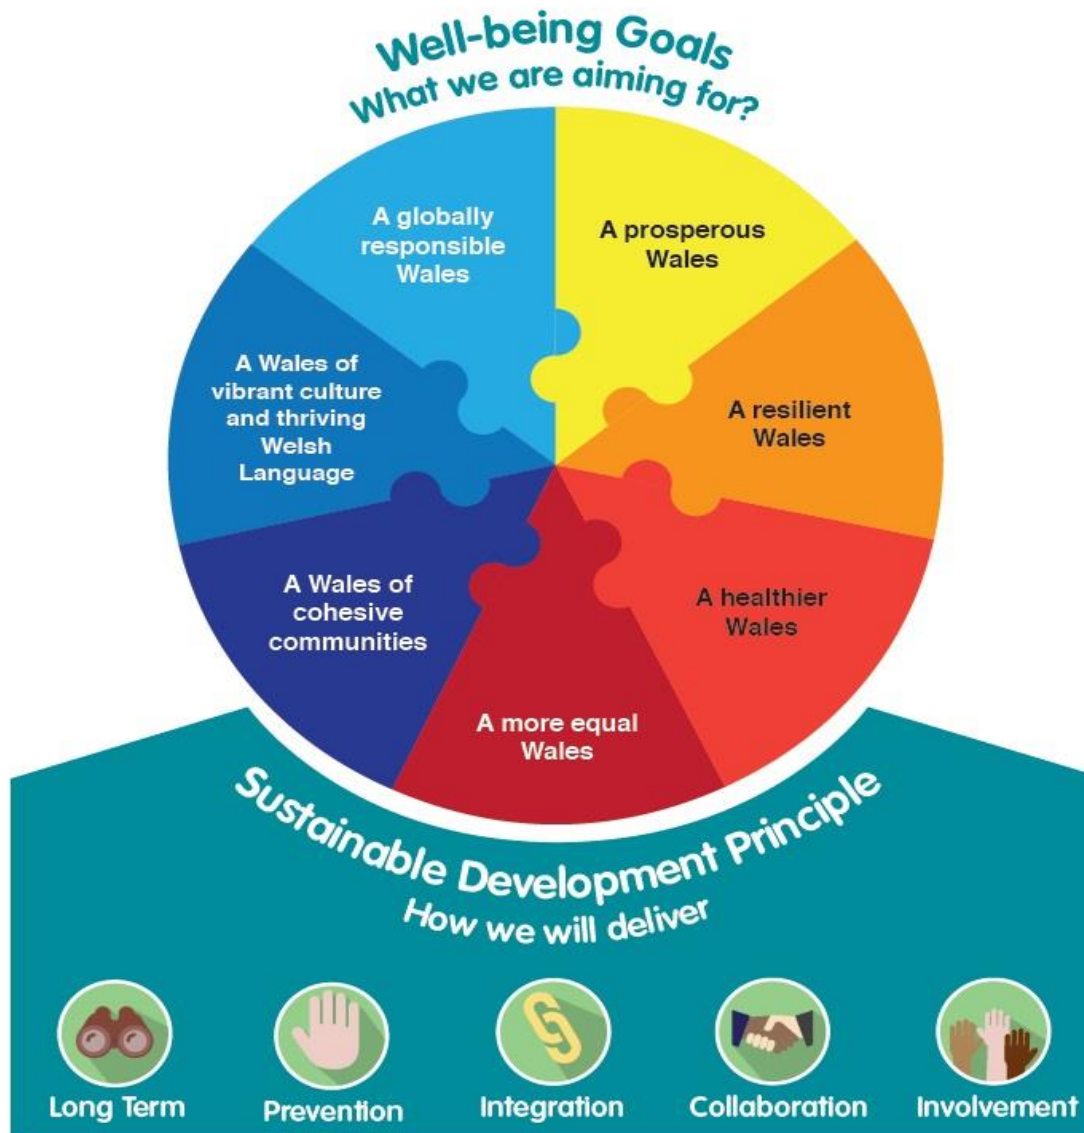 Well-being Goals
What we are aiming for?
A globally
responsible
Wales
A prosperous
Wales
A Wales of
vibrant culture
and thriving
Welsh
Language
A resilient
Wales
A Wales of
cohesive
communities
A healthier
Wales
A more equal
Wales
Sustainable Development Principle
How we will deliver
Long Term
Prevention
Integration
Collaboration
Involvement